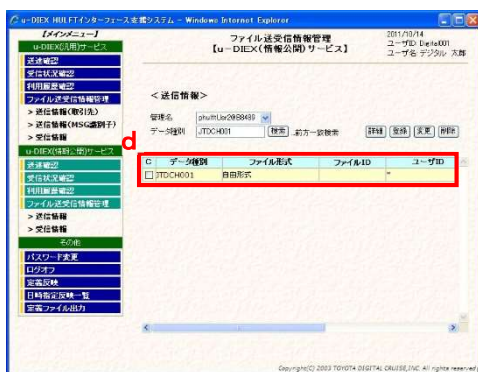 u-DIEX HULFTインターフェース支援システム - Windows Internet Explorer
【メインメニュー】
u-DIEX(汎用)サービス
送達確認
受信状況確認
利用履歴確認
ファイル送受信情報管理
> 送信情報(取引先)
> 送信情報(MSG識別子)
> 受信情報
u-DIEX(情報公開)サービス
送達確認
受信状況確認
利用履歴確認
ファイル送受信情報管理
> 送信情報
> 受信情報
その他
パスワード変更
ログオフ
定義反映
日時指定反映一覧
定義ファイル出力
ファイル送受信情報管理
【u－DIEX(情報公開)サービス】
2011/10/14
ユーザID: Digital001
ユーザ名: デジタル 太郎
＜送信情報＞
管理名
データ種別 JTDCH001 検索 ..前方一致検索 詳細 登録 変更 削除
d
C データ種別 ファイル形式 ファイルID ユーザID
JTDCH001 自由形式 *
Copyright(C) 2003 TOYOTA DIGITAL CRUISE,INC. All rights reserved.